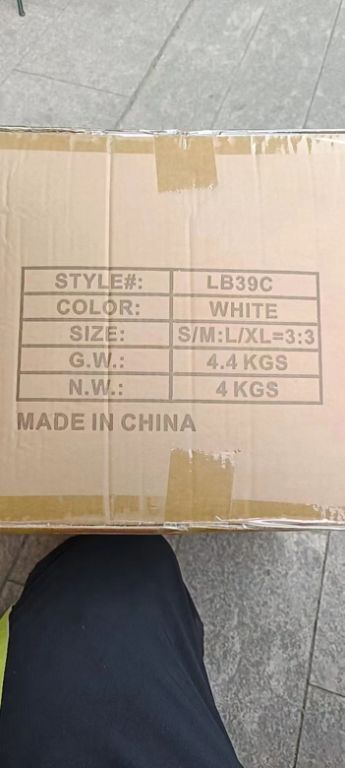 STYLE#: LB39C
COLOR: WHITE
SIZE: S/M:L/XL=3:3
G.W.: 4.4 KGS
N.W.: 4 KGS
MADE IN CHINA